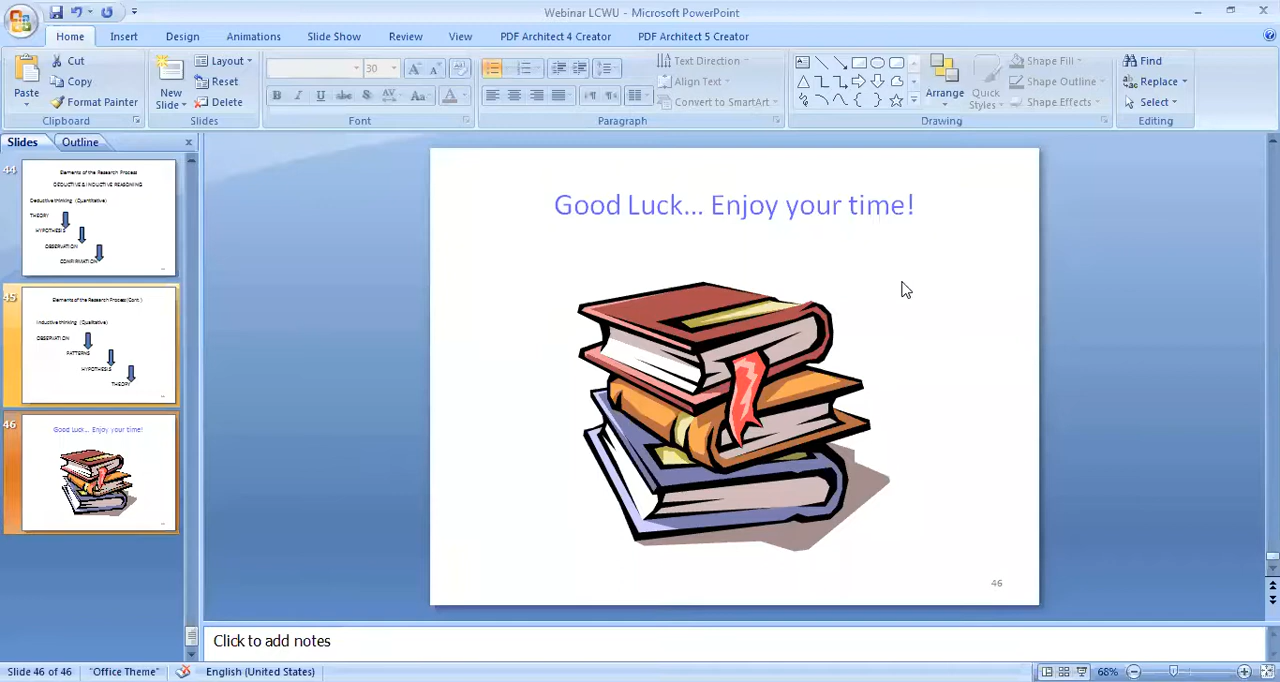 Webinar LCWU - Microsoft PowerPoint
Home Insert Design Animations Slide Show Review View PDF Architect 4 Creator PDF Architect 5 Creator
Paste Cut Copy Format Painter
Clipboard
New Slide Layout Reset Delete
Slides
30
B I U abc S AV Aa A
Font
Text Direction Align Text Convert to SmartArt
Paragraph
Arrange Quick Styles Shape Fill Shape Outline Shape Effects
Drawing
Find Replace Select
Editing
Slides Outline
44
Elements of the Research Process
DEDUCTIVE & INDUCTIVE REASONING
Deductive thinking (Quantitative)
THEORY
HYPOTHESIS
OBSERVATION
CONFIRMATION
45
Elements of the Research Process (Cont.)
Inductive thinking (Qualitative)
OBSERVATION
PATTERNS
HYPOTHESIS
THEORY
46
Good Luck... Enjoy your time!
Good Luck... Enjoy your time!
46
Click to add notes
Slide 46 of 46 "Office Theme" English (United States) 68%